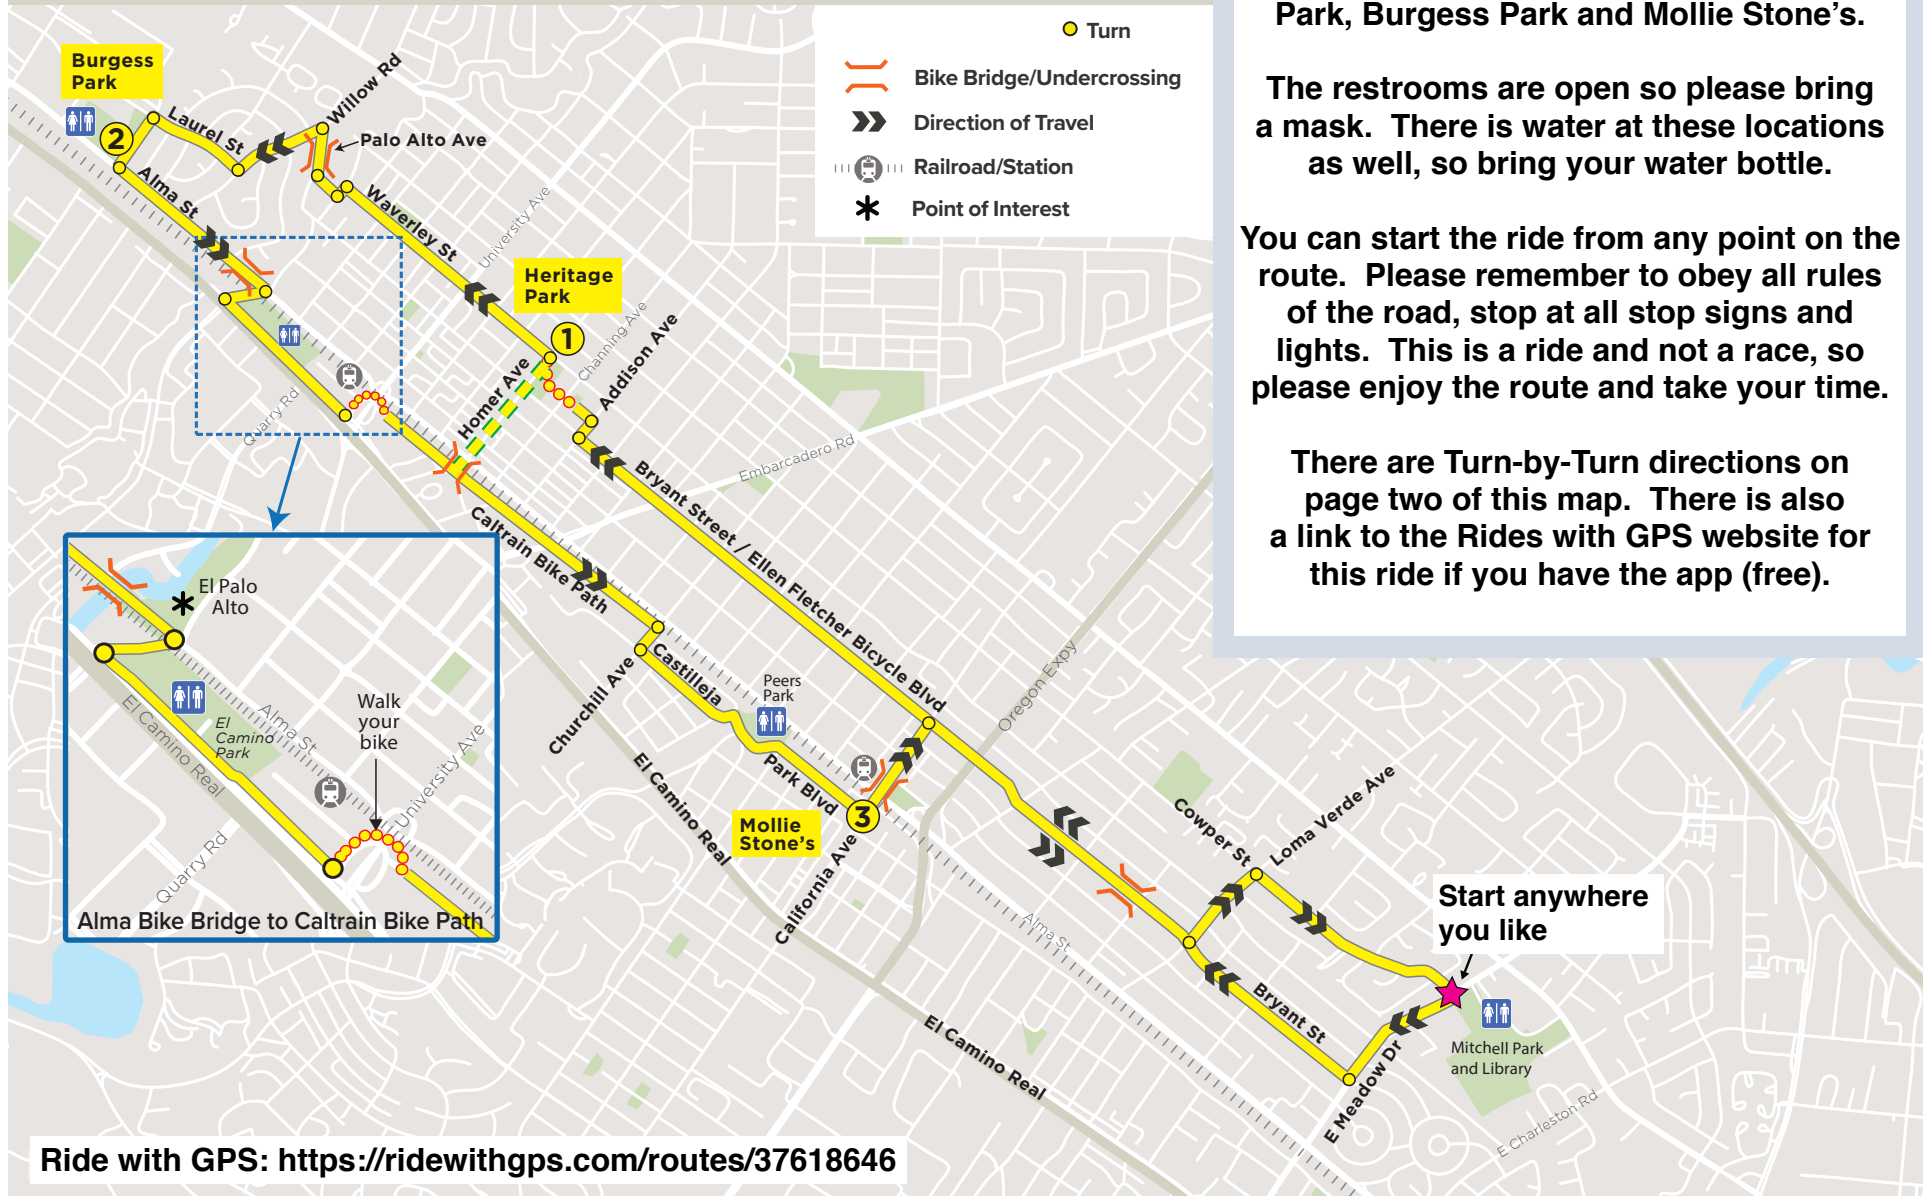 Turn
Bike Bridge/Undercrossing
Direction of Travel
Railroad/Station
Point of Interest
Park, Burgess Park and Mollie Stone's.
The restrooms are open so please bring
a mask.  There is water at these locations
as well, so bring your water bottle.
You can start the ride from any point on the
route.  Please remember to obey all rules
of the road, stop at all stop signs and
lights.  This is a ride and not a race, so
please enjoy the route and take your time.
There are Turn-by-Turn directions on
page two of this map.  There is also
a link to the Rides with GPS website for
this ride if you have the app (free).
Burgess
Park
2
Laurel St
Willow Rd
Palo Alto Ave
Alma St
Waverley St
University Ave
Heritage
Park
1
Channing Ave
Addison Ave
Homer Ave
Quarry Rd
Embarcadero Rd
Bryant Street / Ellen Fletcher Bicycle Blvd
Caltrain Bike Path
Churchill Ave
Castilleja
Peers
Park
Oregon Expy
Park Blvd
El Camino Real
Mollie
Stone's
3
California Ave
Alma St
Cowper St
Loma Verde Ave
Start anywhere
you like
Bryant St
E Meadow Dr
Mitchell Park
and Library
E Charleston Rd
El Camino Real
El Palo
Alto
El Camino Real
El
Camino
Park
Alma St
Walk
your
bike
University Ave
Quarry Rd
Alma Bike Bridge to Caltrain Bike Path
Ride with GPS: https://ridewithgps.com/routes/37618646